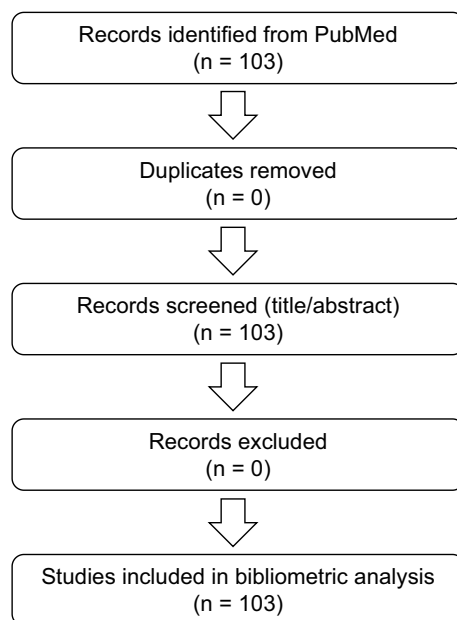 Records identified from PubMed
(n = 103)
Duplicates removed
(n = 0)
Records screened (title/abstract)
(n = 103)
Records excluded
(n = 0)
Studies included in bibliometric analysis
(n = 103)